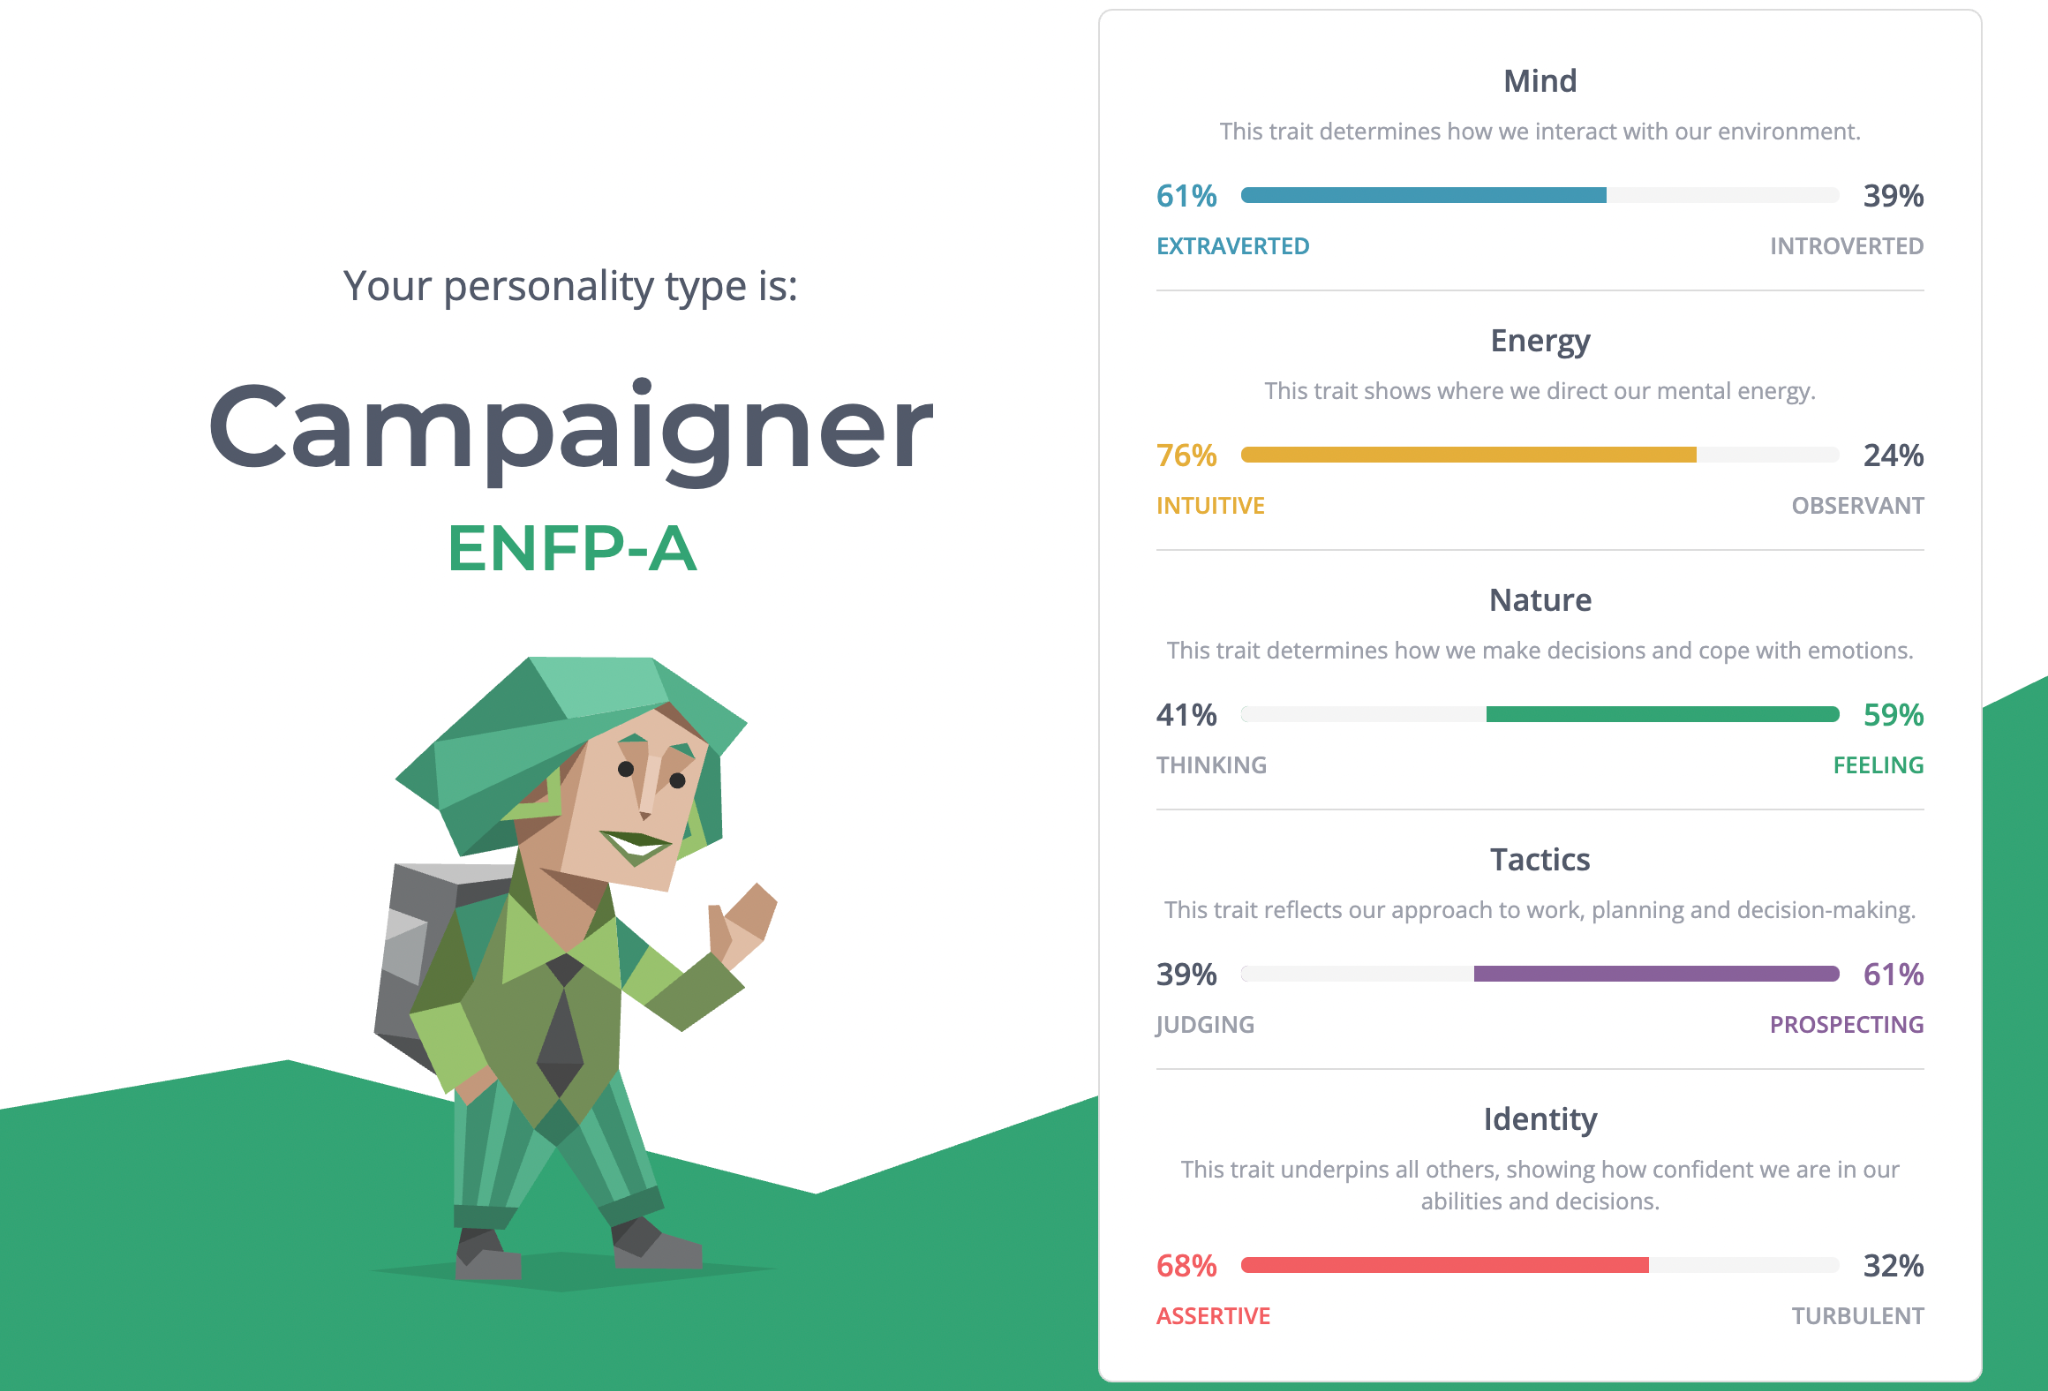 Your personality type is:
Campaigner
ENFP-A
Mind
This trait determines how we interact with our environment.
61% 39%
EXTRAVERTED INTROVERTED
Energy
This trait shows where we direct our mental energy.
76% 24%
INTUITIVE OBSERVANT
Nature
This trait determines how we make decisions and cope with emotions.
41% 59%
THINKING FEELING
Tactics
This trait reflects our approach to work, planning and decision-making.
39% 61%
JUDGING PROSPECTING
Identity
This trait underpins all others, showing how confident we are in our
abilities and decisions.
68% 32%
ASSERTIVE TURBULENT